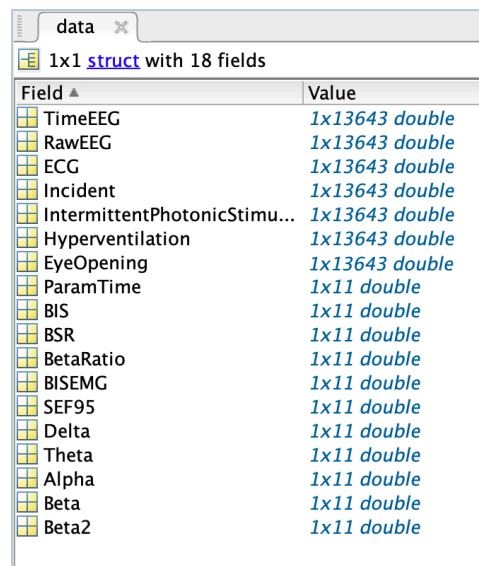 data
1x1 struct with 18 fields
Field Value
TimeEEG 1x13643 double
RawEEG 1x13643 double
ECG 1x13643 double
Incident 1x13643 double
IntermittentPhotonicStimu... 1x13643 double
Hyperventilation 1x13643 double
EyeOpening 1x13643 double
ParamTime 1x11 double
BIS 1x11 double
BSR 1x11 double
BetaRatio 1x11 double
BISEMG 1x11 double
SEF95 1x11 double
Delta 1x11 double
Theta 1x11 double
Alpha 1x11 double
Beta 1x11 double
Beta2 1x11 double